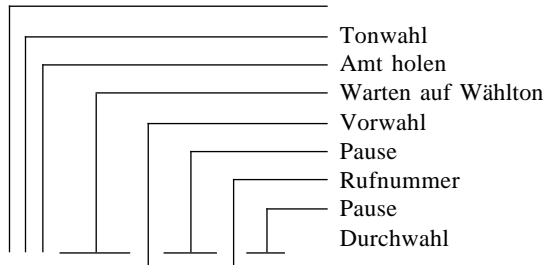 Tonwahl
Amt holen
Warten auf Wählton
Vorwahl
Pause
Rufnummer
Pause
Durchwahl